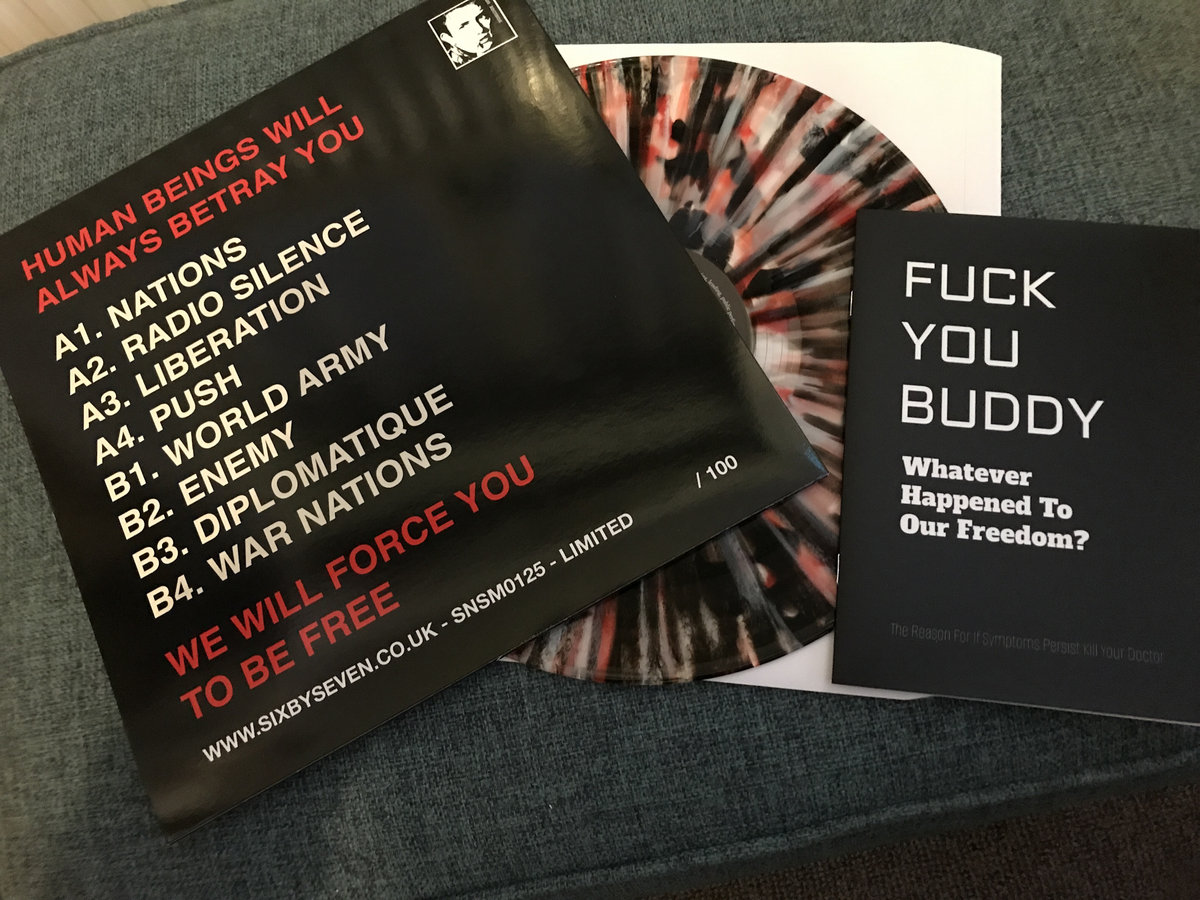 HUMAN BEINGS WILL
ALWAYS BETRAY YOU
A1. NATIONS
A2. RADIO SILENCE
A3. LIBERATION
A4. PUSH
B1. WORLD ARMY
B2. ENEMY
B3. DIPLOMATIQUE
B4. WAR NATIONS
WE WILL FORCE YOU
TO BE FREE
/ 100
WWW.SIXBYSEVEN.CO.UK - SNSM0125 - LIMITED
FUCK
YOU
BUDDY
Whatever
Happened To
Our Freedom?
The Reason For If Symptoms Persist Kill Your Doctor